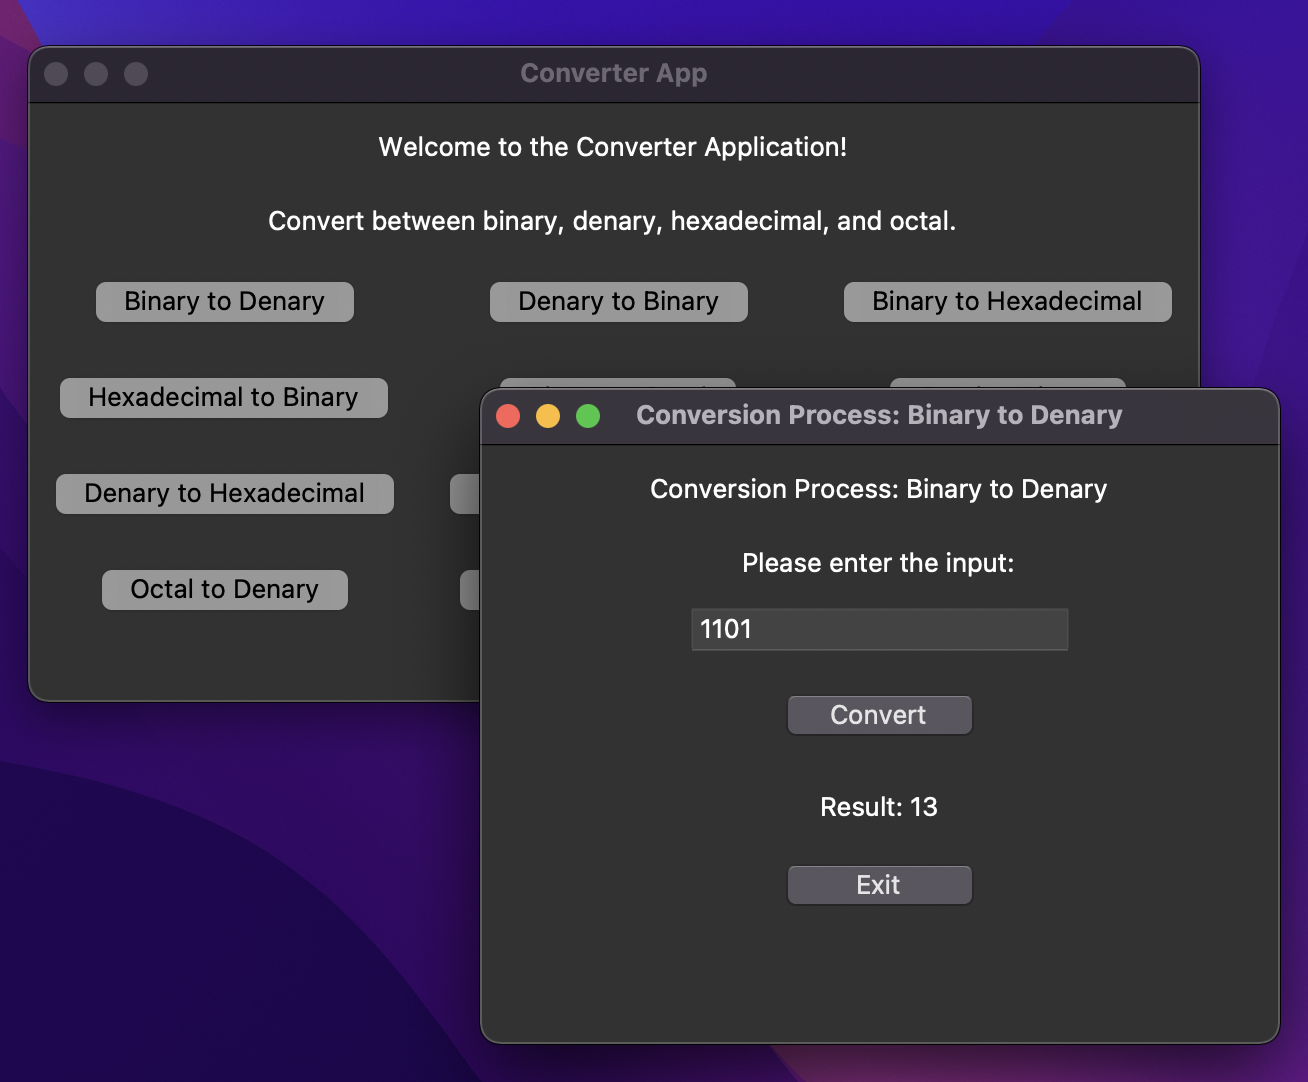 Converter App
Welcome to the Converter Application!
Convert between binary, denary, hexadecimal, and octal.
Binary to Denary
Denary to Binary
Binary to Hexadecimal
Hexadecimal to Binary
Denary to Hexadecimal
Octal to Denary
Conversion Process: Binary to Denary
Conversion Process: Binary to Denary
Please enter the input:
1101
Convert
Result: 13
Exit